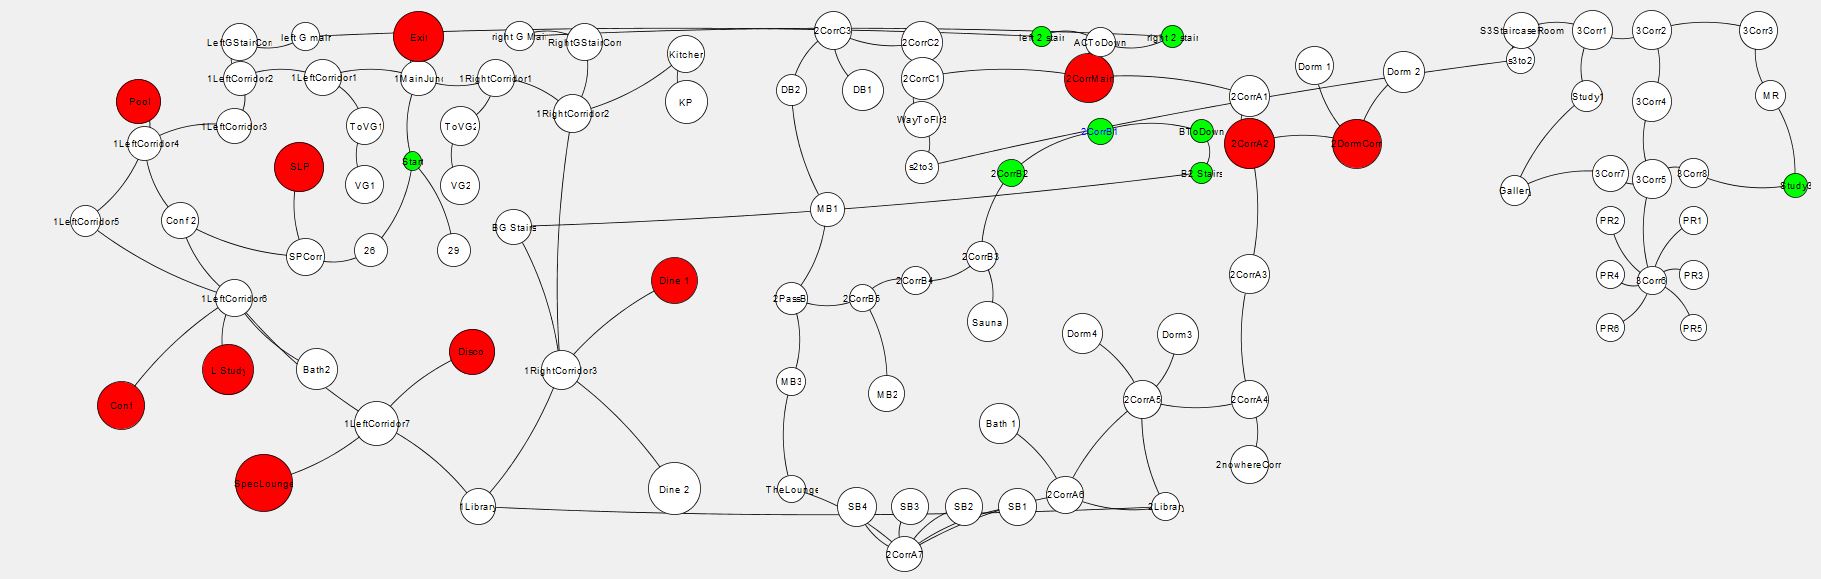 LeftGStairCorr
left G main
Exit
right G Mai
RightGStairCorr
2CorrC3
2CorrC2
left 2 stair
ACToDown
right 2 stair
S3StaircaseRoom
3Corr1
3Corr2
3Corr3
Kitchen
s3to2
Dorm 1
Dorm 2
1LeftCorridor2
1LeftCorridor1
1MainJunc
1RightCorridor1
2CorrC1
2CorrMain
Pool
KP
DB2
DB1
2CorrA1
Study1
3Corr4
MR
1RightCorridor2
WayToFlr3
1LeftCorridor3
ToVG1
ToVG2
2CorrB1
BToDown
1LeftCorridor4
2CorrA2
2DormCorr
Start
SLP
s2to3
2CorrB2
B2 Stairs
3Corr7
3Corr5
3Corr8
VG1
VG2
Gallery
Study3
MB1
1LeftCorridor5
Conf 2
PR2
PR1
BG Stairs
26
29
SPCorr
2CorrB3
2CorrA3
PR4
PR3
Dine 1
2CorrB4
3Corr6
1LeftCorridor6
2PassB
2CorrB5
Sauna
PR6
PR5
Dorm4
Dorm3
Disco
L Study
Bath2
1RightCorridor3
MB3
MB2
2CorrA5
2CorrA4
Conf
1LeftCorridor7
Bath 1
2nowhereCorr
SpecLounge
Dine 2
TheLounge
2CorrA6
1Library
SB4
SB3
SB2
SB1
2Library
2CorrA7